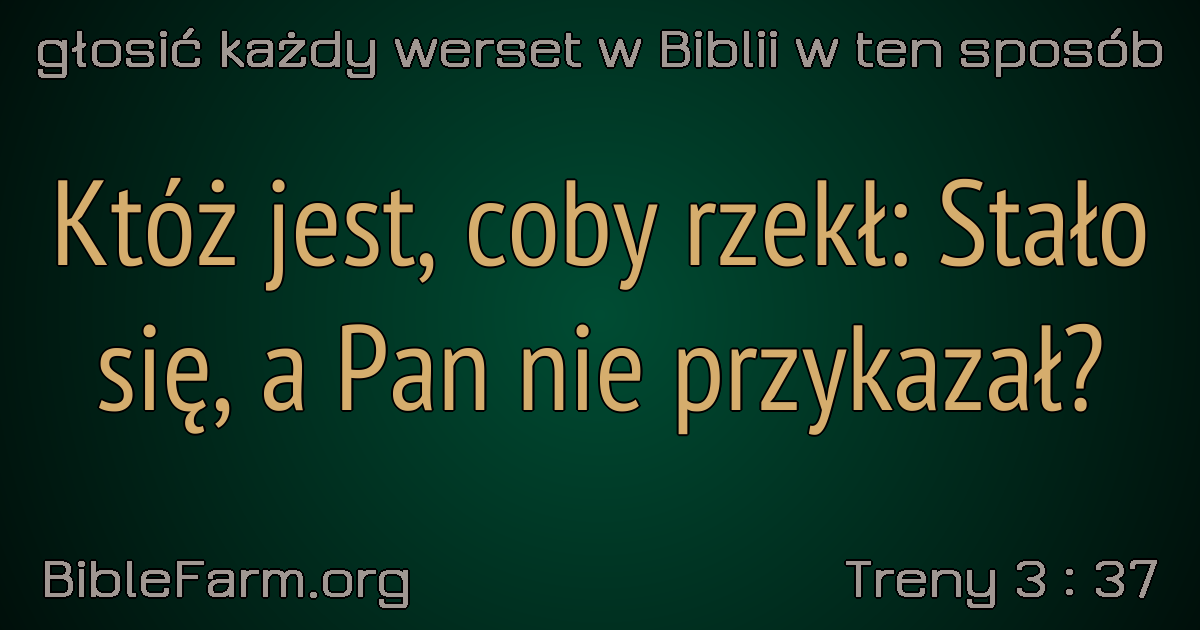 głosić każdy werset w Biblii w ten sposób
Któż jest, coby rzekł: Stało
się, a Pan nie przykazał?
BibleFarm.org
Treny 3 : 37